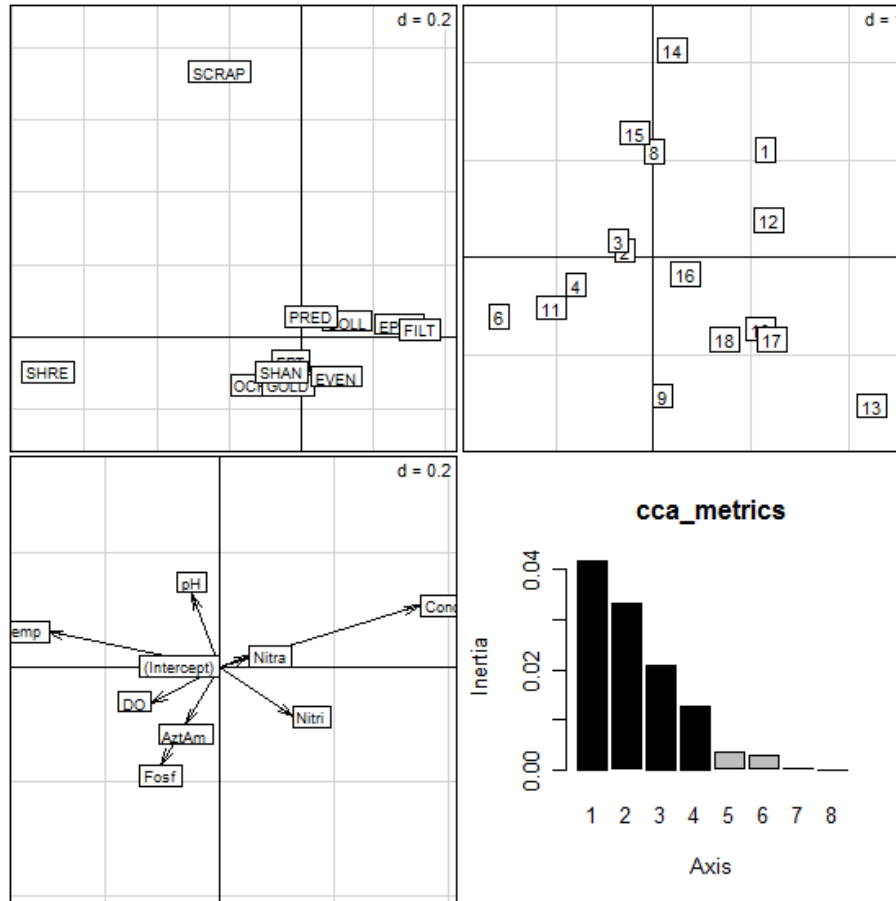 d = 0.2
SCRAP
PRED
FILT
SHRE
SHAN
GOLD
EVEN
d = 1
14
15
8
1
12
3
2
16
4
11
6
18
17
9
13
d = 0.2
pH
Cond
emp
(Intercept)
Nitra
DO
Nitri
AztAm
Fosf
cca_metrics
Inertia
0.04
0.02
0.00
1 2 3 4 5 6 7 8
Axis